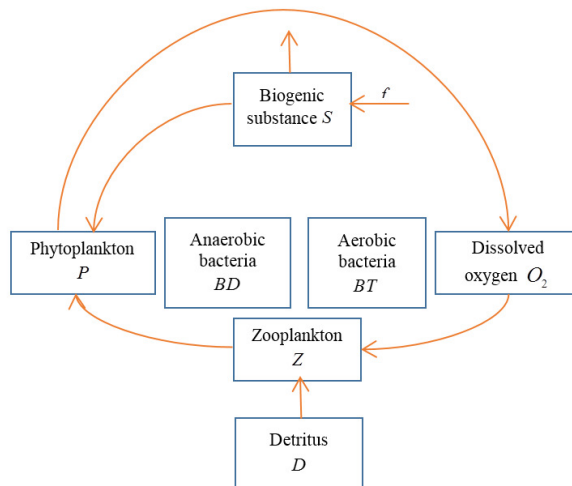 Biogenic
substance S
f
Phytoplankton
P
Anaerobic
bacteria
BD
Aerobic
bacteria
BT
Dissolved
oxygen O₂
Zooplankton
Z
Detritus
D